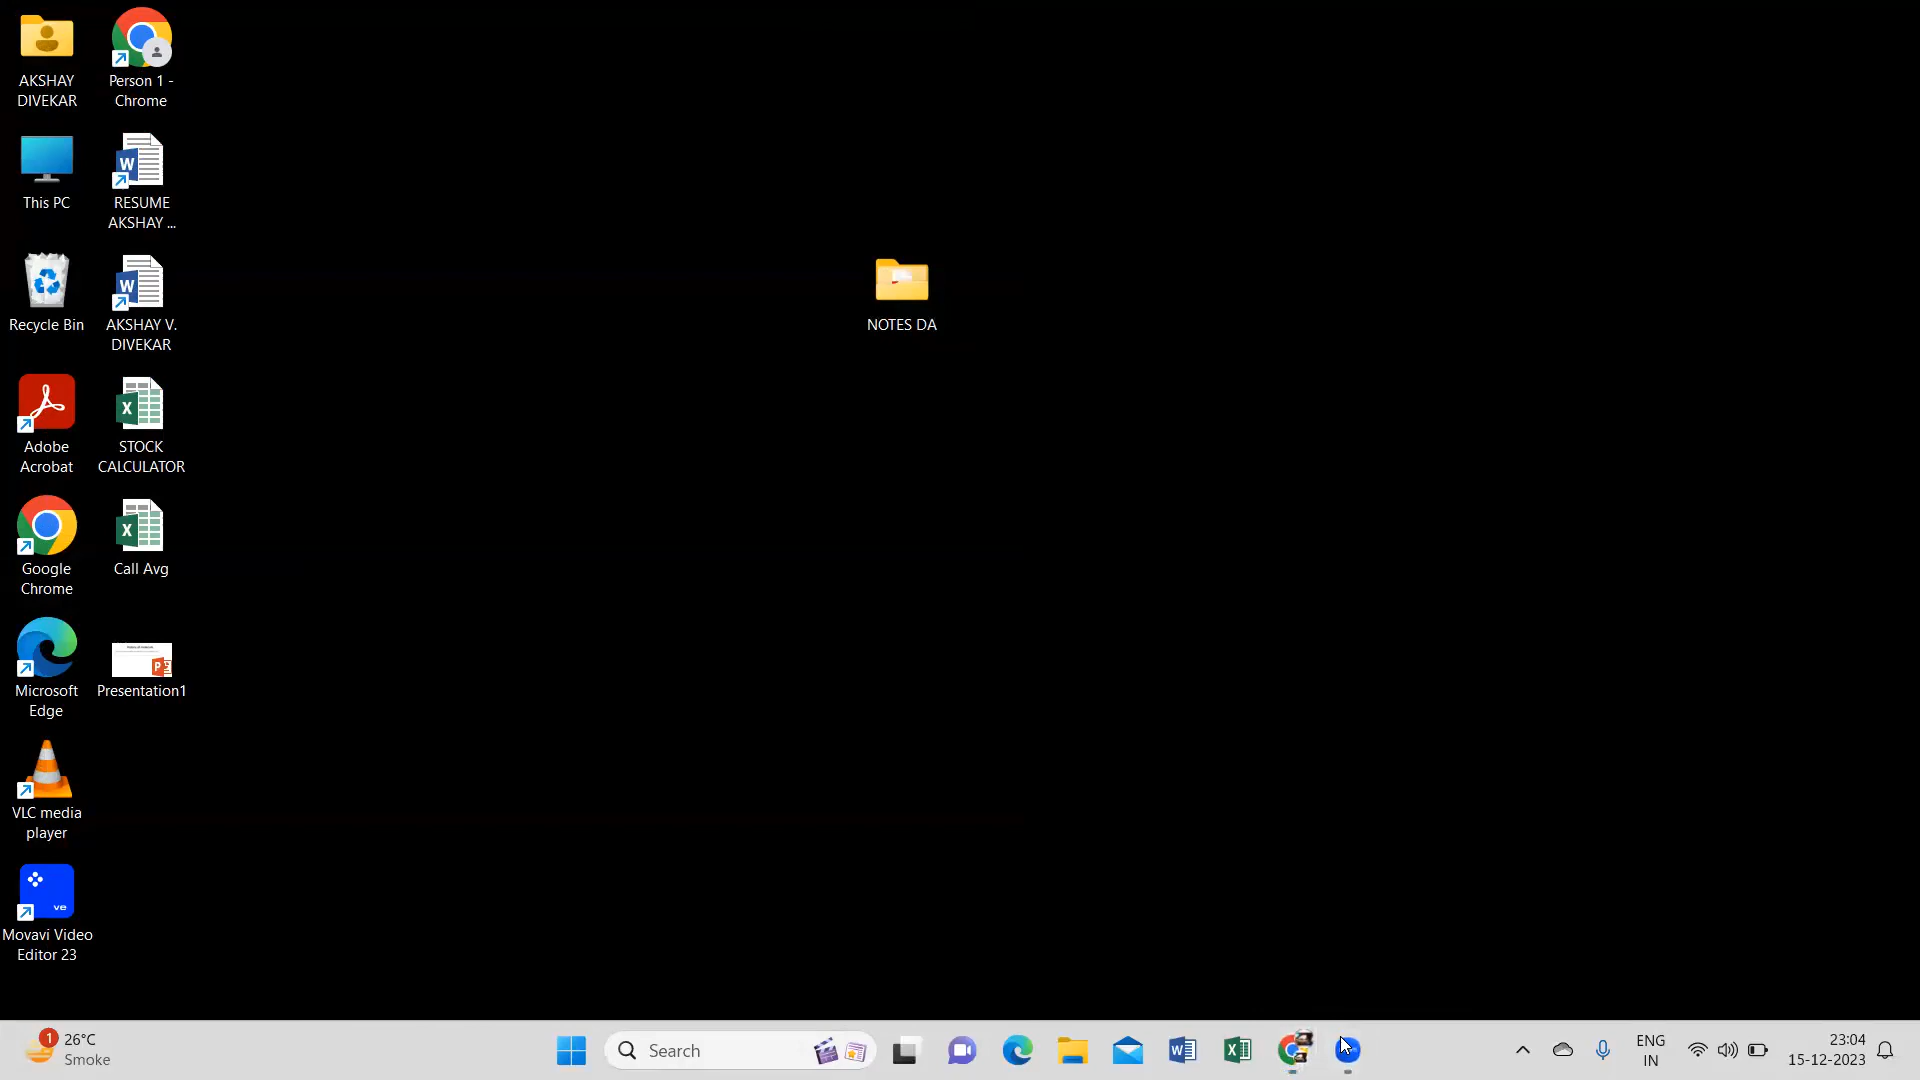 AKSHAY
DIVEKAR
Person 1 -
Chrome
This PC
RESUME
AKSHAY ...
Recycle Bin
AKSHAY V.
DIVEKAR
NOTES DA
Adobe
Acrobat
STOCK
CALCULATOR
Google
Chrome
Call Avg
Microsoft
Edge
Presentation1
VLC media
player
ve
Movavi Video
Editor 23
1
26°C
Smoke
Search
ENG
IN
23:04
15-12-2023